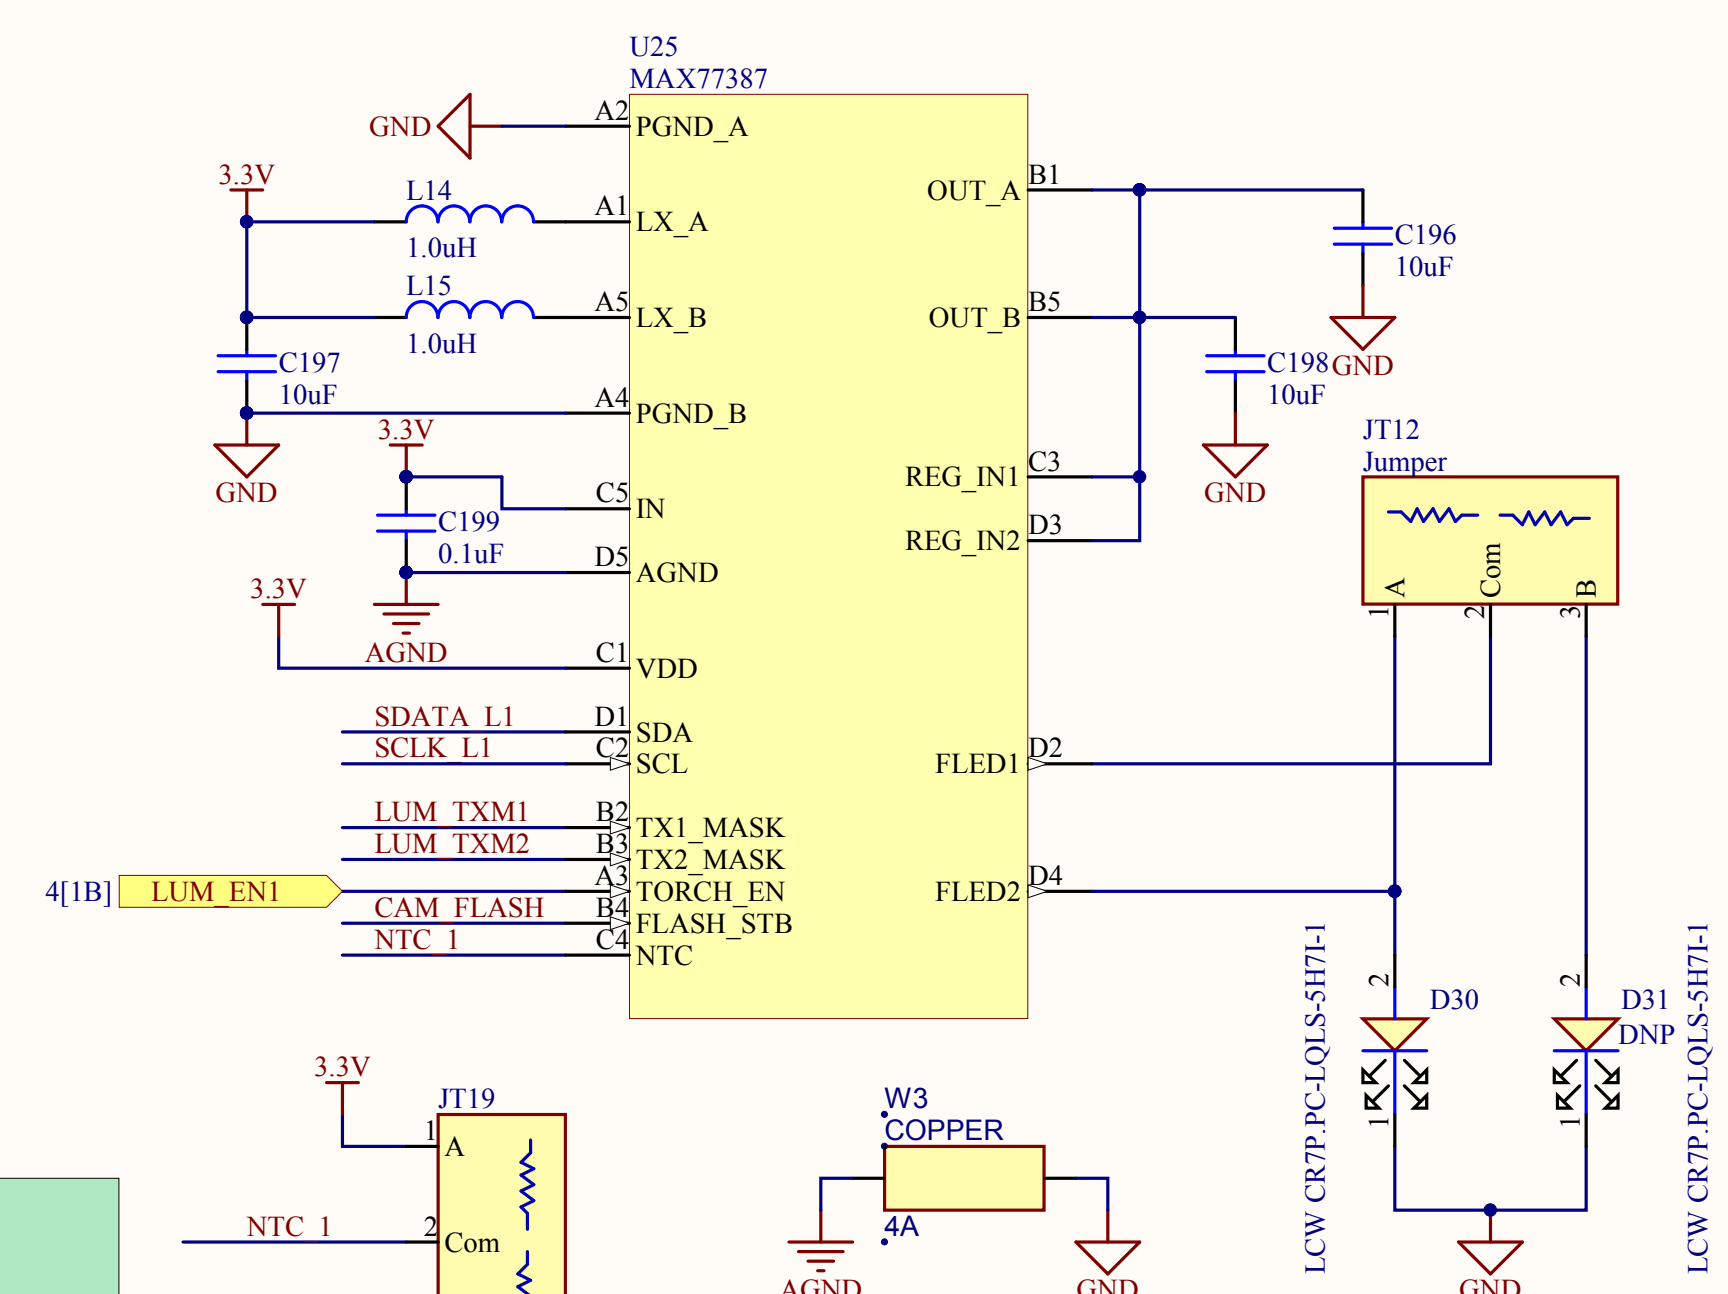 U25
MAX77387
GND
A2
PGND_A
3.3V
L14
1.0uH
A1
LX_A
L15
1.0uH
A5
LX_B
C197
10uF
A4
PGND_B
GND
3.3V
C199
0.1uF
C5
IN
D5
AGND
AGND
3.3V
C1
VDD
SDATA_L1
D1
SDA
SCLK_L1
C2
SCL
LUM_TXM1
B2
TX1_MASK
LUM_TXM2
B3
TX2_MASK
4[1B]
LUM_EN1
A3
TORCH_EN
CAM_FLASH
B4
FLASH_STB
NTC_1
C4
NTC
OUT_A
B1
C196
10uF
GND
OUT_B
B5
C198
10uF
GND
REG_IN1
C3
REG_IN2
D3
FLED1
D2
FLED2
D4
JT12
Jumper
A
Com
B
1
2
3
LCW CR7P.PC-LQLS-5H7I-1
2
D30
1
2
D31
DNP
1
LCW CR7P.PC-LQLS-5H7I-1
GND
3.3V
JT19
1
A
NTC_1
2
Com
W3
COPPER
4A
AGND
GND